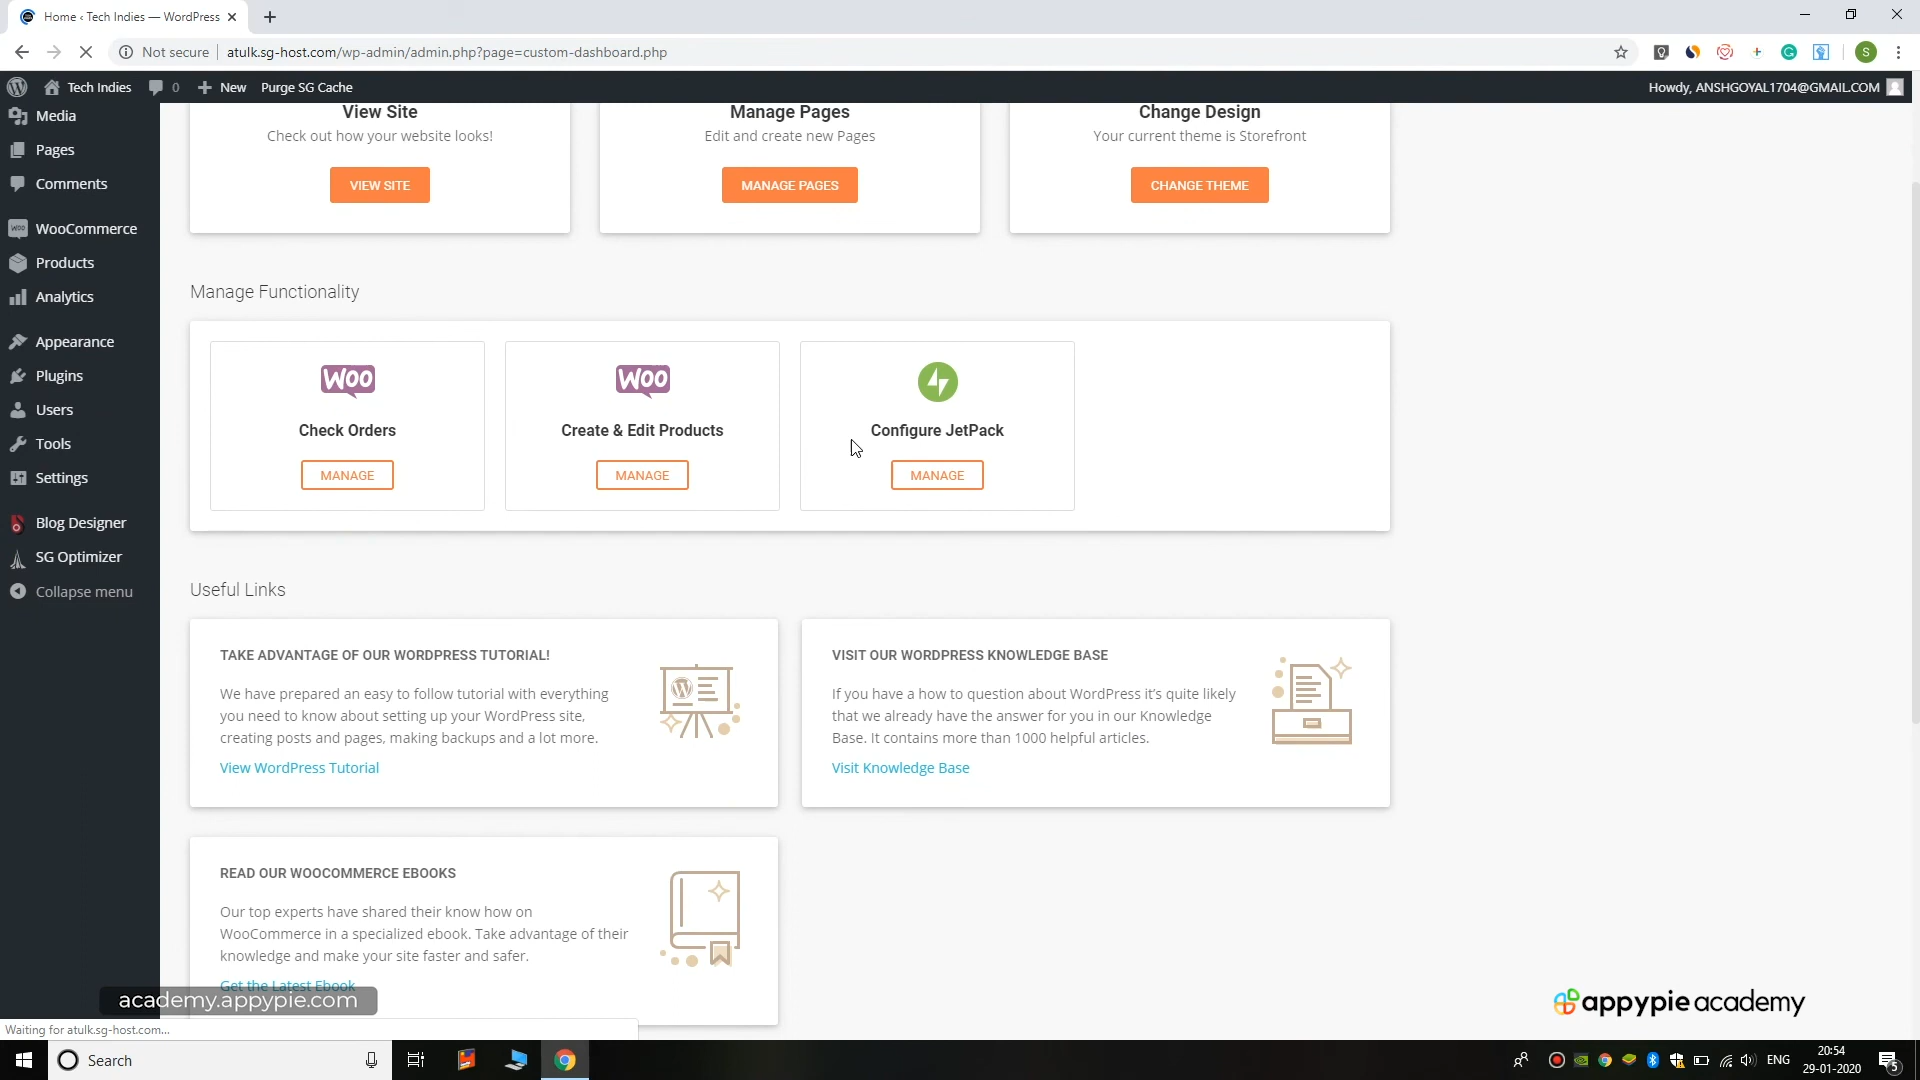 Home ‹ Tech Indies — WordPress
Not secure
atulk.sg-host.com/wp-admin/admin.php?page=custom-dashboard.php
S
Tech Indies
0
New
Purge SG Cache
Howdy, ANSHGOYAL1704@GMAIL.COM
Media
Pages
Comments
WooCommerce
Products
Analytics
Appearance
Plugins
Users
Tools
Settings
Blog Designer
SG Optimizer
Collapse menu
View Site
Check out how your website looks!
VIEW SITE
Manage Pages
Edit and create new Pages
MANAGE PAGES
Change Design
Your current theme is Storefront
CHANGE THEME
Manage Functionality
WOO
Check Orders
MANAGE
WOO
Create & Edit Products
MANAGE
Configure JetPack
MANAGE
Useful Links
TAKE ADVANTAGE OF OUR WORDPRESS TUTORIAL!
We have prepared an easy to follow tutorial with everything
you need to know about setting up your WordPress site,
creating posts and pages, making backups and a lot more.
View WordPress Tutorial
VISIT OUR WORDPRESS KNOWLEDGE BASE
If you have a how to question about WordPress it’s quite likely
that we already have the answer for you in our Knowledge
Base. It contains more than 1000 helpful articles.
Visit Knowledge Base
READ OUR WOOCOMMERCE EBOOKS
Our top experts have shared their know how on
WooCommerce in a specialized ebook. Take advantage of their
knowledge and make your site faster and safer.
Get the Latest Ebook
academy.appypie.com
appypie academy
Waiting for atulk.sg-host.com...
Search
ENG
20:54
29-01-2020
5